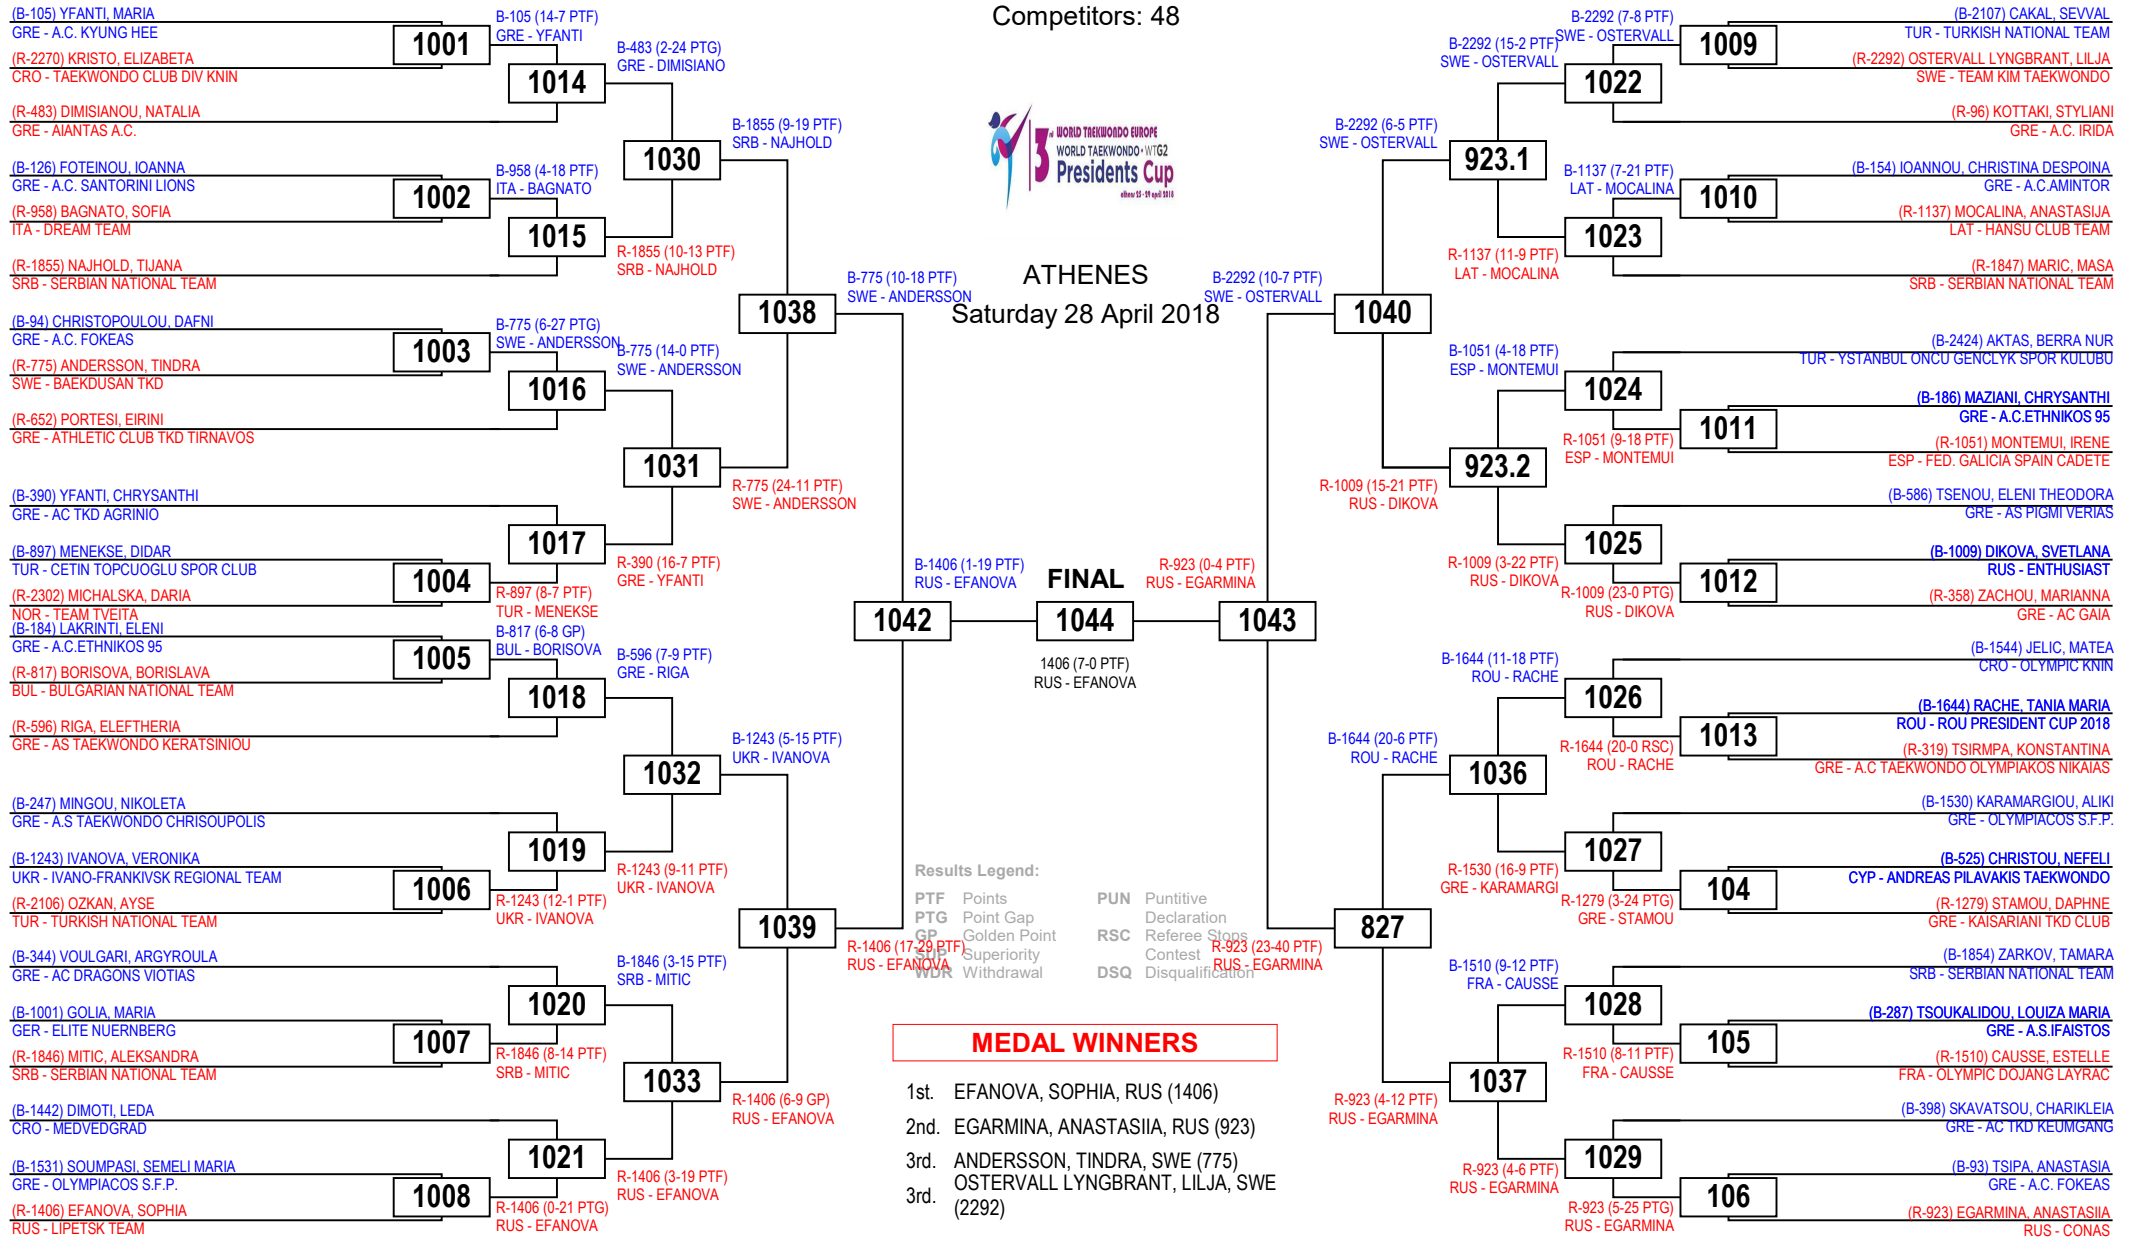 Competitors: 48
3rd WORLD TAEKWONDO EUROPE
WORLD TAEKWONDO • WTG2
Presidents Cup
athens 25 - 29 april 2018
ATHENES
Saturday 28 April 2018
(B-105) YFANTI, MARIA
GRE - A.C. KYUNG HEE
1001
(R-2270) KRISTO, ELIZABETA
CRO - TAEKWONDO CLUB DIV KNIN
B-105 (14-7 PTF)
GRE - YFANTI
1014
(R-483) DIMISIANOU, NATALIA
GRE - AIANTAS A.C.
B-483 (2-24 PTG)
GRE - DIMISIANO
1030
(B-126) FOTEINOU, IOANNA
GRE - A.C. SANTORINI LIONS
1002
(R-958) BAGNATO, SOFIA
ITA - DREAM TEAM
B-958 (4-18 PTF)
ITA - BAGNATO
1015
(R-1855) NAJHOLD, TIJANA
SRB - SERBIAN NATIONAL TEAM
R-1855 (10-13 PTF)
SRB - NAJHOLD
B-1855 (9-19 PTF)
SRB - NAJHOLD
1038
(B-94) CHRISTOPOULOU, DAFNI
GRE - A.C. FOKEAS
1003
(R-775) ANDERSSON, TINDRA
SWE - BAEKDUSAN TKD
B-775 (6-27 PTG)
SWE - ANDERSSON
1016
(R-652) PORTESI, EIRINI
GRE - ATHLETIC CLUB TKD TIRNAVOS
B-775 (14-0 PTF)
SWE - ANDERSSON
1031
(B-390) YFANTI, CHRYSANTHI
GRE - AC TKD AGRINIO
1017
(B-897) MENEKSE, DIDAR
TUR - CETIN TOPCUOGLU SPOR CLUB
1004
(R-2302) MICHALSKA, DARIA
NOR - TEAM TVEITA
R-897 (8-7 PTF)
TUR - MENEKSE
R-390 (16-7 PTF)
GRE - YFANTI
R-775 (24-11 PTF)
SWE - ANDERSSON
B-775 (10-18 PTF)
SWE - ANDERSSON
1042
(B-184) LAKRINTI, ELENI
GRE - A.C.ETHNIKOS 95
1005
(R-817) BORISOVA, BORISLAVA
BUL - BULGARIAN NATIONAL TEAM
B-817 (6-8 GP)
BUL - BORISOVA
1018
(R-596) RIGA, ELEFTHERIA
GRE - AS TAEKWONDO KERATSINIOU
B-596 (7-9 PTF)
GRE - RIGA
1032
(B-247) MINGOU, NIKOLETA
GRE - A.S TAEKWONDO CHRISOUPOLIS
1019
(B-1243) IVANOVA, VERONIKA
UKR - IVANO-FRANKIVSK REGIONAL TEAM
1006
(R-2106) OZKAN, AYSE
TUR - TURKISH NATIONAL TEAM
R-1243 (12-1 PTF)
UKR - IVANOVA
R-1243 (9-11 PTF)
UKR - IVANOVA
B-1243 (5-15 PTF)
UKR - IVANOVA
1039
(B-344) VOULGARI, ARGYROULA
GRE - AC DRAGONS VIOTIAS
1020
(B-1001) GOLIA, MARIA
GER - ELITE NUERNBERG
1007
(R-1846) MITIC, ALEKSANDRA
SRB - SERBIAN NATIONAL TEAM
R-1846 (8-14 PTF)
SRB - MITIC
B-1846 (3-15 PTF)
SRB - MITIC
1033
(B-1442) DIMOTI, LEDA
CRO - MEDVEDGRAD
1021
(B-1531) SOUMPASI, SEMELI MARIA
GRE - OLYMPIACOS S.F.P.
1008
(R-1406) EFANOVA, SOPHIA
RUS - LIPETSK TEAM
R-1406 (0-21 PTG)
RUS - EFANOVA
R-1406 (3-19 PTF)
RUS - EFANOVA
R-1406 (6-9 GP)
RUS - EFANOVA
R-1406 (17-29 PTF)
RUS - EFANOVA
B-1406 (1-19 PTF)
RUS - EFANOVA
FINAL
1044
1406 (7-0 PTF)
RUS - EFANOVA
R-923 (0-4 PTF)
RUS - EGARMINA
1043
B-2292 (10-7 PTF)
SWE - OSTERVALL
1040
B-2292 (6-5 PTF)
SWE - OSTERVALL
923.1
B-2292 (15-2 PTF)
SWE - OSTERVALL
1022
B-2292 (7-8 PTF)
SWE - OSTERVALL
1009
(B-2107) CAKAL, SEVVAL
TUR - TURKISH NATIONAL TEAM
(R-2292) OSTERVALL LYNGBRANT, LILJA
SWE - TEAM KIM TAEKWONDO
(R-96) KOTTAKI, STYLIANI
GRE - A.C. IRIDA
B-1137 (7-21 PTF)
LAT - MOCALINA
1010
(B-154) IOANNOU, CHRISTINA DESPOINA
GRE - A.C.AMINTOR
(R-1137) MOCALINA, ANASTASIJA
LAT - HANSU CLUB TEAM
1023
R-1137 (11-9 PTF)
LAT - MOCALINA
(R-1847) MARIC, MASA
SRB - SERBIAN NATIONAL TEAM
(B-2424) AKTAS, BERRA NUR
TUR - YSTANBUL ONCU GENCLYK SPOR KULUBU
B-1051 (4-18 PTF)
ESP - MONTEMUI
1024
(B-186) MAZIANI, CHRYSANTHI
GRE - A.C.ETHNIKOS 95
1011
(R-1051) MONTEMUI, IRENE
ESP - FED. GALICIA SPAIN CADETE
R-1051 (9-18 PTF)
ESP - MONTEMUI
923.2
R-1009 (15-21 PTF)
RUS - DIKOVA
(B-586) TSENOU, ELENI THEODORA
GRE - AS PIGMI VERIAS
1025
R-1009 (3-22 PTF)
RUS - DIKOVA
(B-1009) DIKOVA, SVETLANA
RUS - ENTHUSIAST
1012
(R-358) ZACHOU, MARIANNA
GRE - AC GAIA
R-1009 (23-0 PTG)
RUS - DIKOVA
(B-1544) JELIC, MATEA
CRO - OLYMPIC KNIN
B-1644 (11-18 PTF)
ROU - RACHE
1026
(B-1644) RACHE, TANIA MARIA
ROU - ROU PRESIDENT CUP 2018
1013
(R-319) TSIRMPA, KONSTANTINA
GRE - A.C TAEKWONDO OLYMPIAKOS NIKAIAS
R-1644 (20-0 RSC)
ROU - RACHE
B-1644 (20-6 PTF)
ROU - RACHE
1036
(B-1530) KARAMARGIOU, ALIKI
GRE - OLYMPIACOS S.F.P.
1027
R-1530 (16-9 PTF)
GRE - KARAMARGI
(B-525) CHRISTOU, NEFELI
CYP - ANDREAS PILAVAKIS TAEKWONDO
104
(R-1279) STAMOU, DAPHNE
GRE - KAISARIANI TKD CLUB
R-1279 (3-24 PTG)
GRE - STAMOU
827
R-923 (23-40 PTF)
RUS - EGARMINA
(B-1854) ZARKOV, TAMARA
SRB - SERBIAN NATIONAL TEAM
B-1510 (9-12 PTF)
FRA - CAUSSE
1028
(B-287) TSOUKALIDOU, LOUIZA MARIA
GRE - A.S.IFAISTOS
105
(R-1510) CAUSSE, ESTELLE
FRA - OLYMPIC DOJANG LAYRAC
R-1510 (8-11 PTF)
FRA - CAUSSE
1037
R-923 (4-12 PTF)
RUS - EGARMINA
(B-398) SKAVATSOU, CHARIKLEIA
GRE - AC TKD KEUMGANG
1029
R-923 (4-6 PTF)
RUS - EGARMINA
(B-93) TSIPA, ANASTASIA
GRE - A.C. FOKEAS
106
(R-923) EGARMINA, ANASTASIIA
RUS - CONAS
R-923 (5-25 PTG)
RUS - EGARMINA
Results Legend:
PTF Points
PTG Point Gap
GP Golden Point
SUP Superiority
WDR Withdrawal
PUN Puntitive
Declaration
RSC Referee Stops
Contest
DSQ Disqualification
MEDAL WINNERS
1st. EFANOVA, SOPHIA, RUS (1406)
2nd. EGARMINA, ANASTASIIA, RUS (923)
3rd. ANDERSSON, TINDRA, SWE (775)
3rd. OSTERVALL LYNGBRANT, LILJA, SWE
(2292)